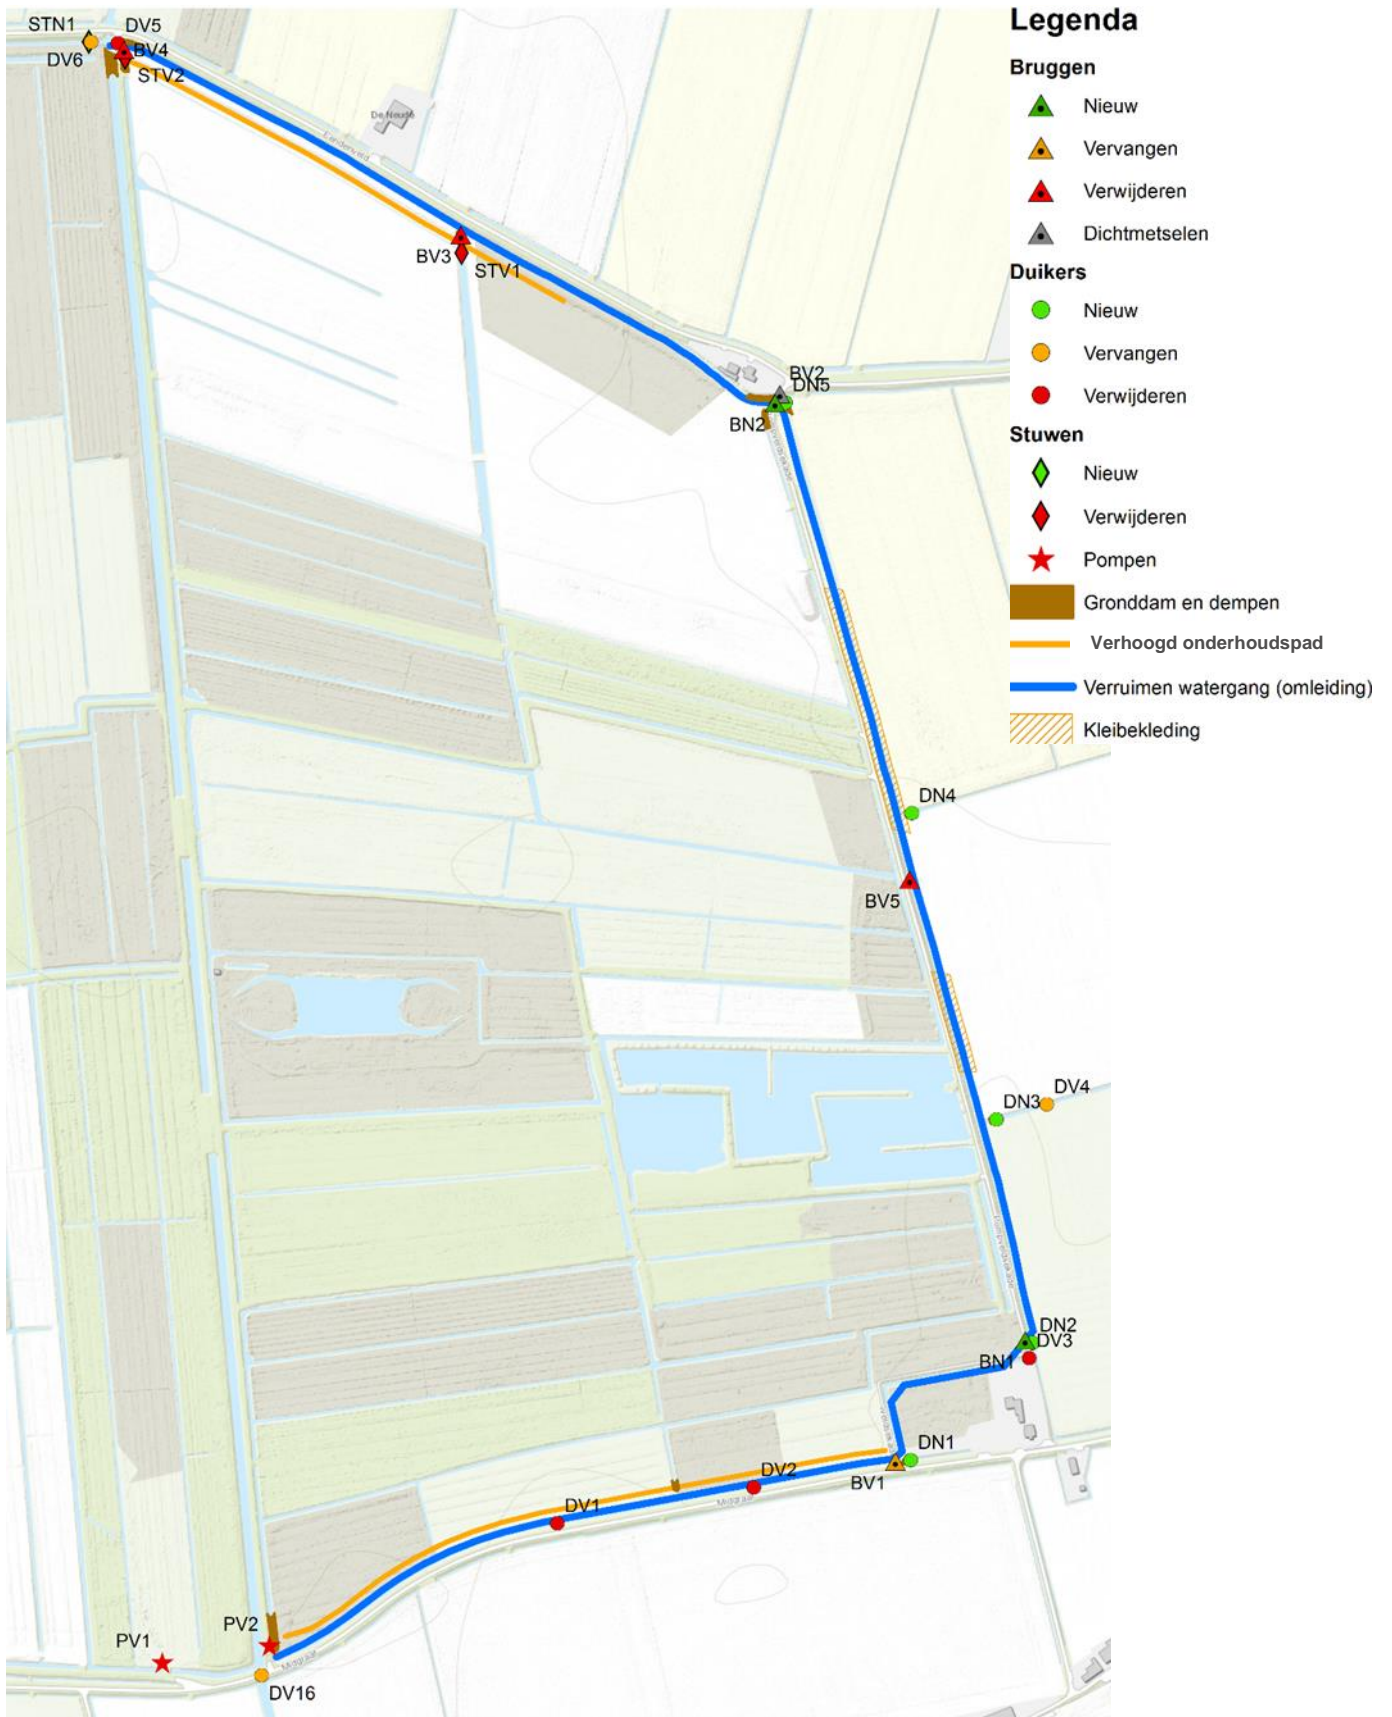 Legenda
Bruggen
Nieuw
Vervangen
Verwijderen
Dichtmetselen
Duikers
Nieuw
Vervangen
Verwijderen
Stuwen
Nieuw
Verwijderen
Pompen
Gronddam en dempen
Verhoogd onderhoudspad
Verruimen watergang (omleiding)
Kleibekleding
STN1
DV5
DV6
BV4
STV2
De Neude
BV3
STV1
BV2
DN5
BN2
DN4
BV5
DN3
DV4
DN2
DV3
BN1
DN1
BV1
DV2
Midgraaf
DV1
PV2
PV1
Midgraaf
DV16